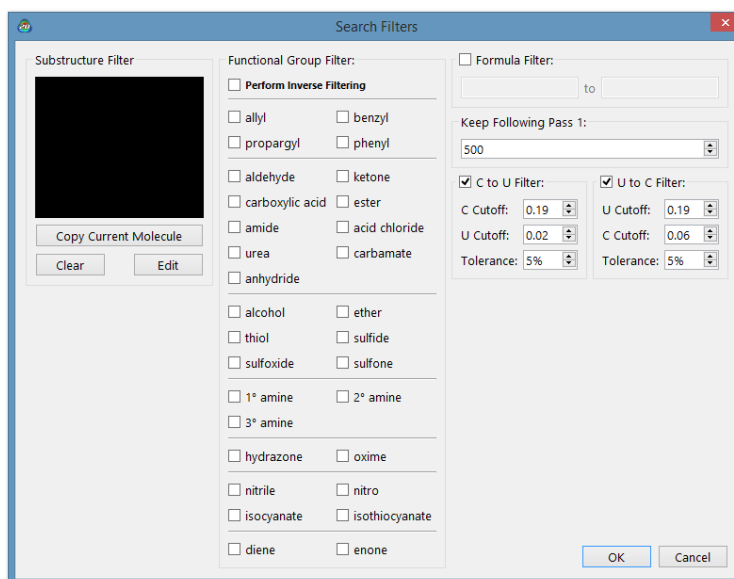 Search Filters
Substructure Filter
Copy Current Molecule
Clear Edit
Functional Group Filter:
Perform Inverse Filtering
allyl benzyl
propargyl phenyl
aldehyde ketone
carboxylic acid ester
amide acid chloride
urea carbamate
anhydride
alcohol ether
thiol sulfide
sulfoxide sulfone
1° amine 2° amine
3° amine
hydrazone oxime
nitrile nitro
isocyanate isothiocyanate
diene enone
Formula Filter:
to
Keep Following Pass 1:
500
C to U Filter:
C Cutoff: 0.19
U Cutoff: 0.02
Tolerance: 5%
U to C Filter:
U Cutoff: 0.19
C Cutoff: 0.06
Tolerance: 5%
OK Cancel